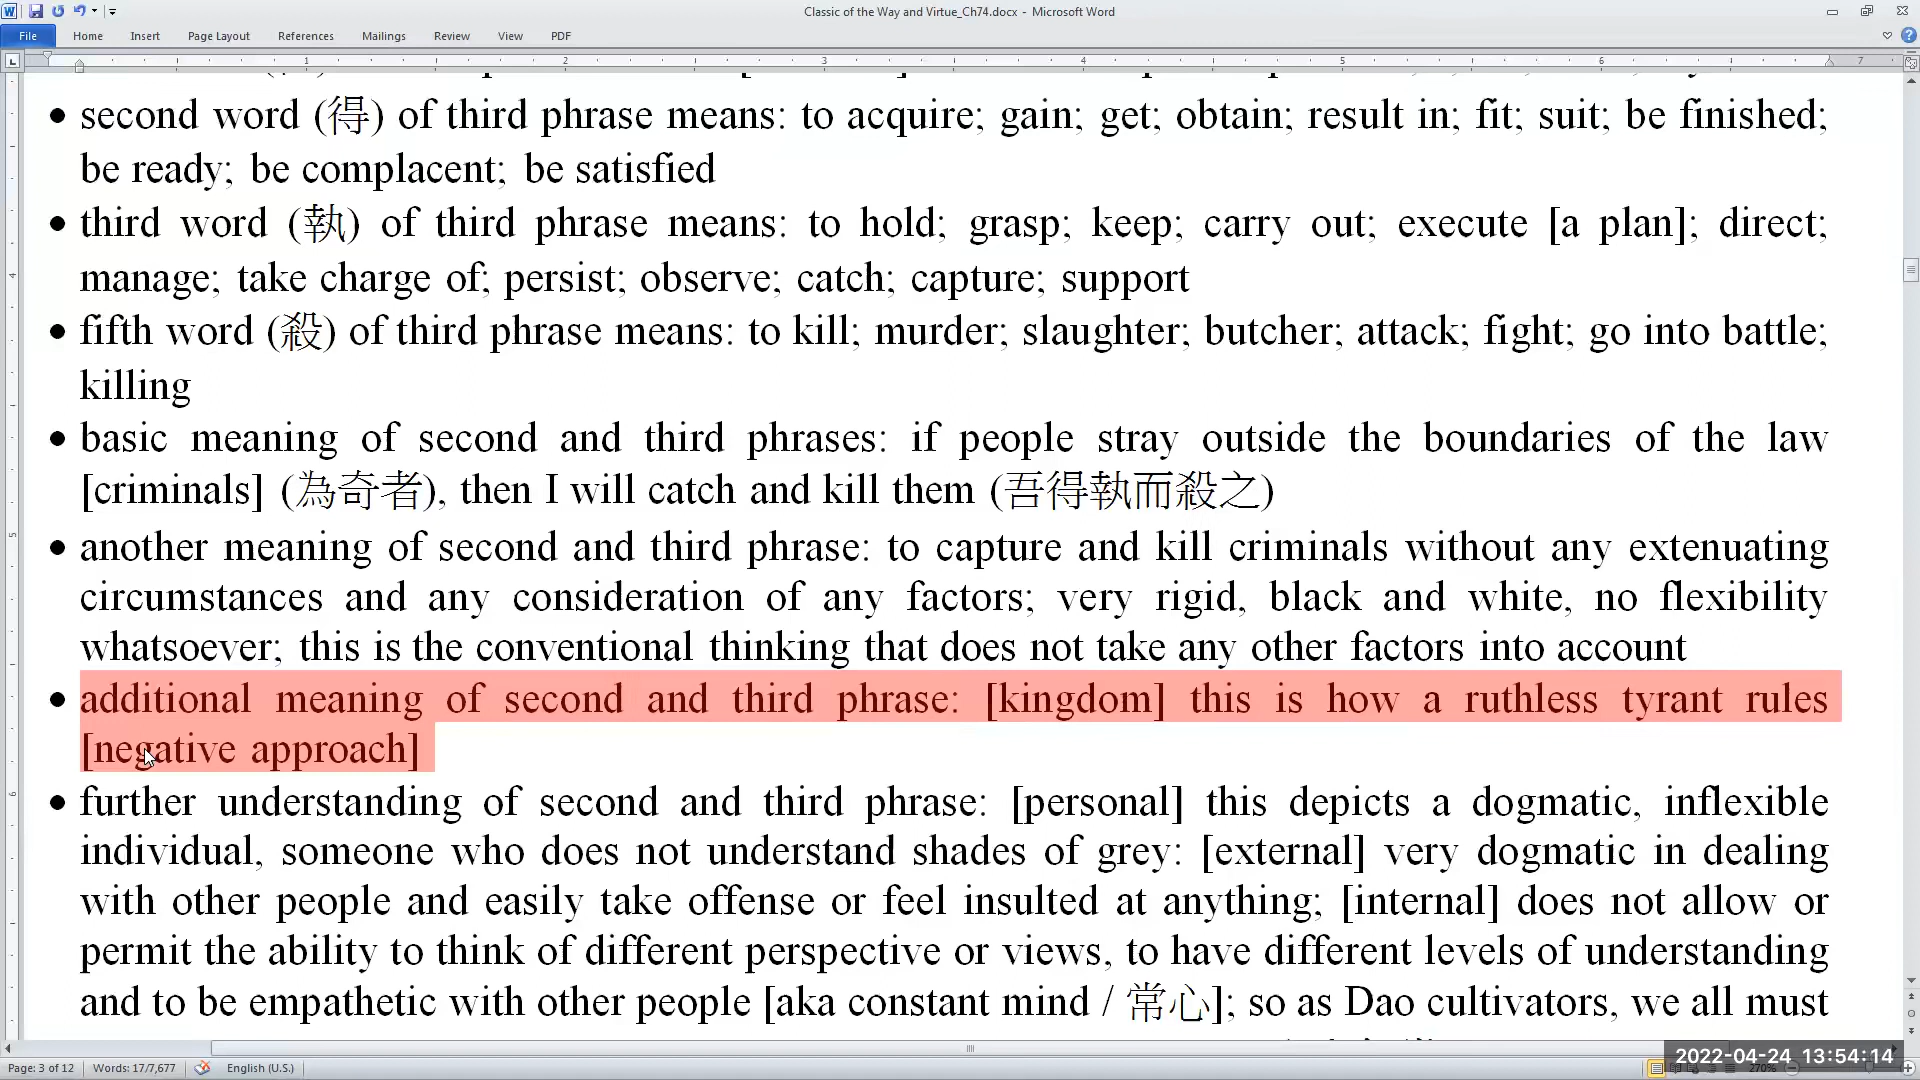 Classic of the Way and Virtue_Ch74.docx - Microsoft Word
File Home Insert Page Layout References Mailings Review View PDF
1 2 3 4 5 6 7
• second word (得) of third phrase means: to acquire; gain; get; obtain; result in; fit; suit; be finished;
be ready; be complacent; be satisfied
• third word (執) of third phrase means: to hold; grasp; keep; carry out; execute [a plan]; direct;
manage; take charge of; persist; observe; catch; capture; support
• fifth word (殺) of third phrase means: to kill; murder; slaughter; butcher; attack; fight; go into battle;
killing
• basic meaning of second and third phrases: if people stray outside the boundaries of the law
[criminals] (為奇者), then I will catch and kill them (吾得執而殺之)
• another meaning of second and third phrase: to capture and kill criminals without any extenuating
circumstances and any consideration of any factors; very rigid, black and white, no flexibility
whatsoever; this is the conventional thinking that does not take any other factors into account
• additional meaning of second and third phrase: [kingdom] this is how a ruthless tyrant rules
[negative approach]
• further understanding of second and third phrase: [personal] this depicts a dogmatic, inflexible
individual, someone who does not understand shades of grey: [external] very dogmatic in dealing
with other people and easily take offense or feel insulted at anything; [internal] does not allow or
permit the ability to think of different perspective or views, to have different levels of understanding
and to be empathetic with other people [aka constant mind / 常心]; so as Dao cultivators, we all must
2022-04-24 13:54:14
Page: 3 of 12 Words: 17/7,677 English (U.S.) 270%